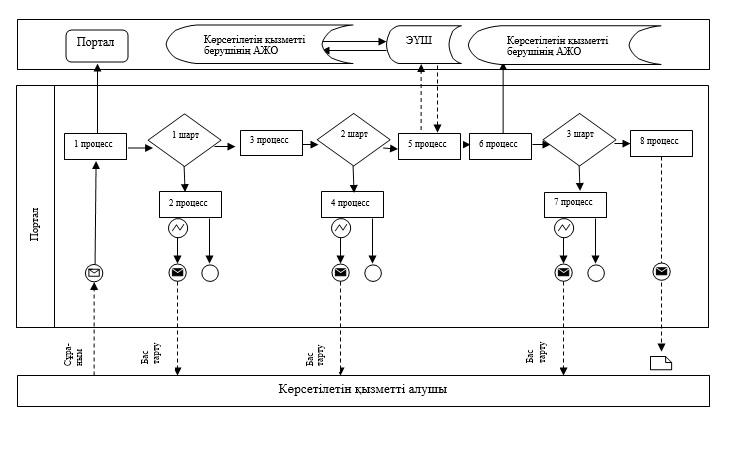 Портал
Көрсетілетін қызметті
берушінің АЖО
ЭҮШ
Көрсетілетін қызметті
берушінің АЖО
Портал
1 процесс
1 шарт
3 процесс
2 шарт
5 процесс
6 процесс
3 шарт
8 процесс
2 процесс
4 процесс
7 процесс
Сұра-
ным
Бас
тарту
Бас
тарту
Бас
тарту
Көрсетілетін қызметті алушы